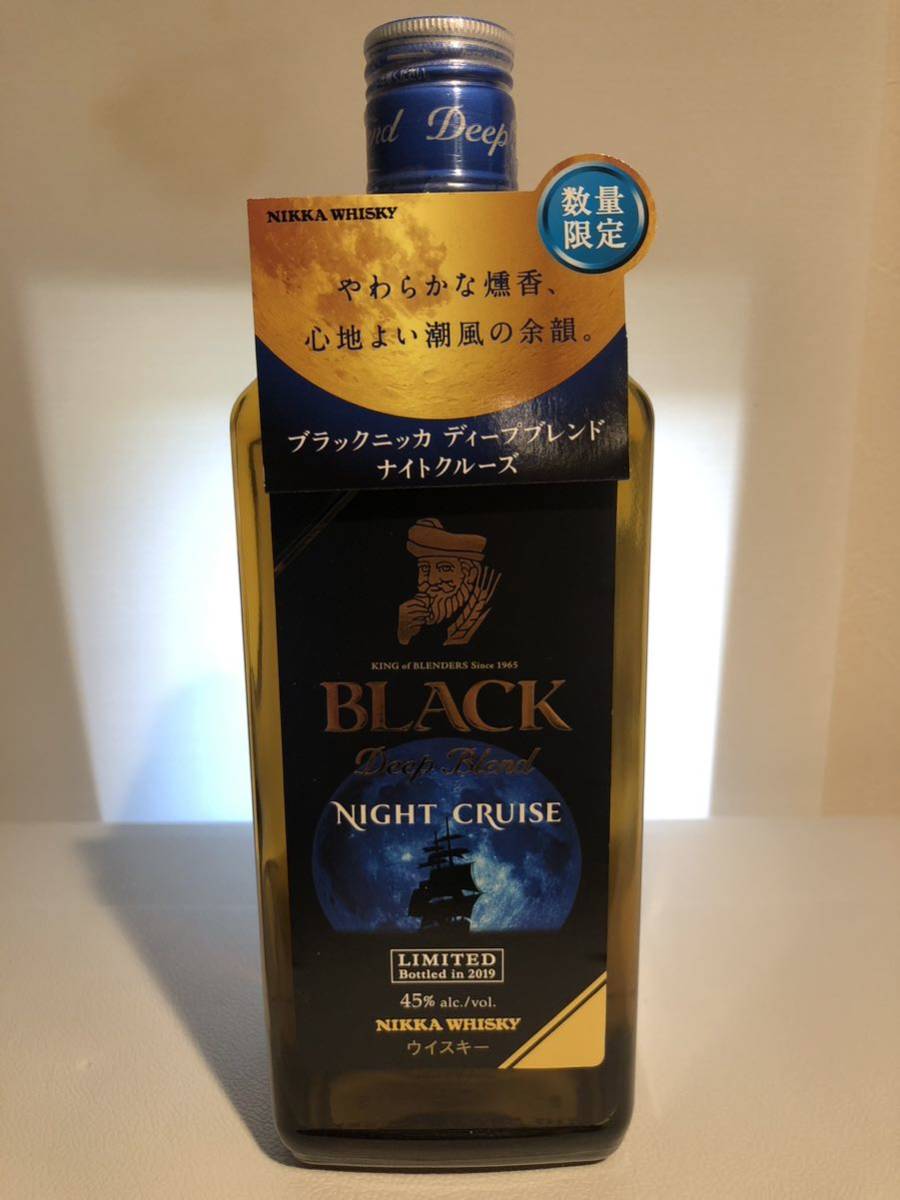 end Deep
NIKKA WHISKY
数量
限定
やわらかな燻香、
心地よい潮風の余韻。
ブラックニッカ ディープブレンド
ナイトクルーズ
KING of BLENDERS Since 1965
BLACK
Deep Blend
NIGHT CRUISE
LIMITED
Bottled in 2019
45% alc./vol.
NIKKA WHISKY
ウイスキー